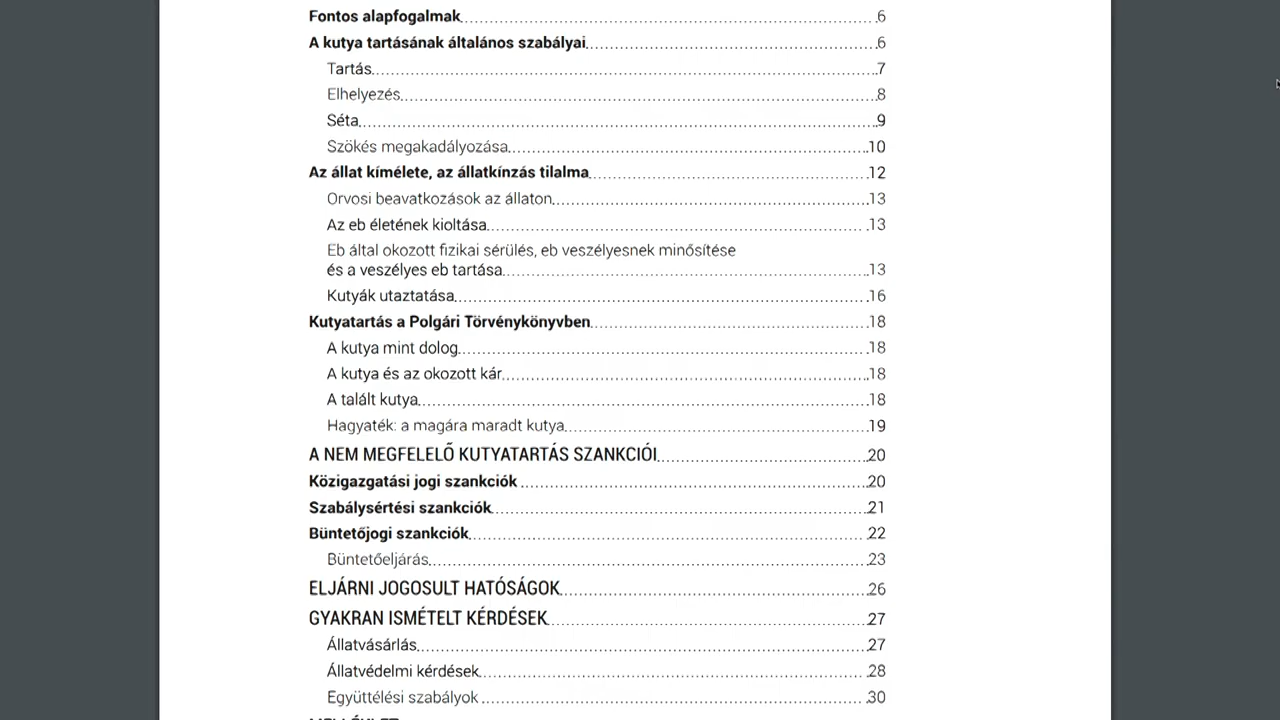 Fontos alapfogalmak 6
A kutya tartásának általános szabályai 6
Tartás 7
Elhelyezés 8
Séta 9
Szökés megakadályozása 10
Az állat kímélete, az állatkínzás tilalma 12
Orvosi beavatkozások az állaton 13
Az eb életének kioltása 13
Eb által okozott fizikai sérülés, eb veszélyesnek minősítése
és a veszélyes eb tartása 13
Kutyák utaztatása 16
Kutyatartás a Polgári Törvénykönyvben 18
A kutya mint dolog 18
A kutya és az okozott kár 18
A talált kutya 18
Hagyaték: a magára maradt kutya 19
A NEM MEGFELELŐ KUTYATARTÁS SZANKCIÓI 20
Közigazgatási jogi szankciók 20
Szabálysértési szankciók 21
Büntetőjogi szankciók 22
Büntetőeljárás 23
ELJÁRNI JOGOSULT HATÓSÁGOK 26
GYAKRAN ISMÉTELT KÉRDÉSEK 27
Állatvásárlás 27
Állatvédelmi kérdések 28
Együttélési szabályok 30